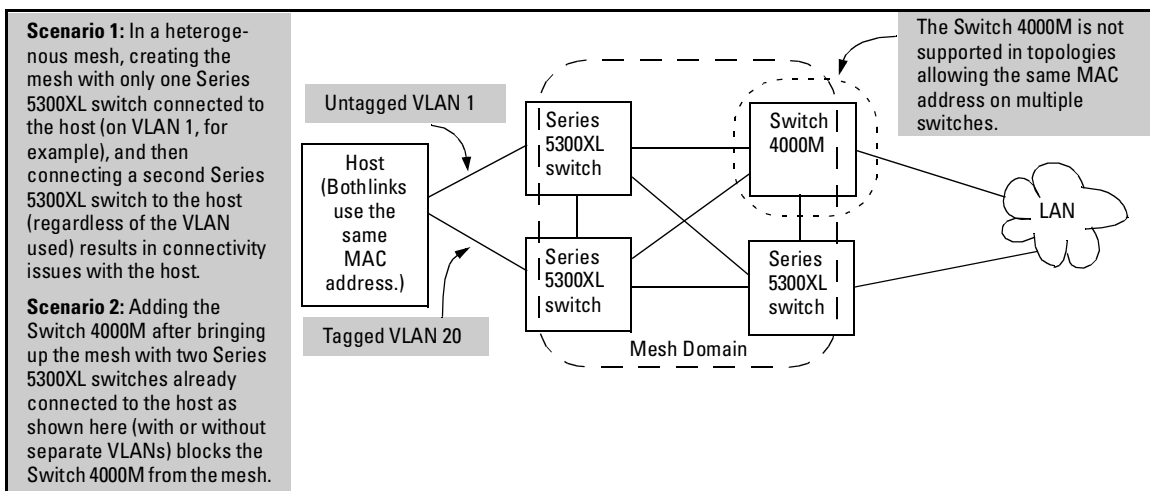 Scenario 1: In a heteroge-
nous mesh, creating the
mesh with only one Series
5300XL switch connected to
the host (on VLAN 1, for
example), and then
connecting a second Series
5300XL switch to the host
(regardless of the VLAN
used) results in connectivity
issues with the host.
Scenario 2: Adding the
Switch 4000M after bringing
up the mesh with two Series
5300XL switches already
connected to the host as
shown here (with or without
separate VLANs) blocks the
Switch 4000M from the mesh.
Untagged VLAN 1
Host
(Both links
use the
same
MAC
address.)
Tagged VLAN 20
Series
5300XL
switch
Series
5300XL
switch
Switch
4000M
Series
5300XL
switch
Mesh Domain
The Switch 4000M is not
supported in topologies
allowing the same MAC
address on multiple
switches.
LAN